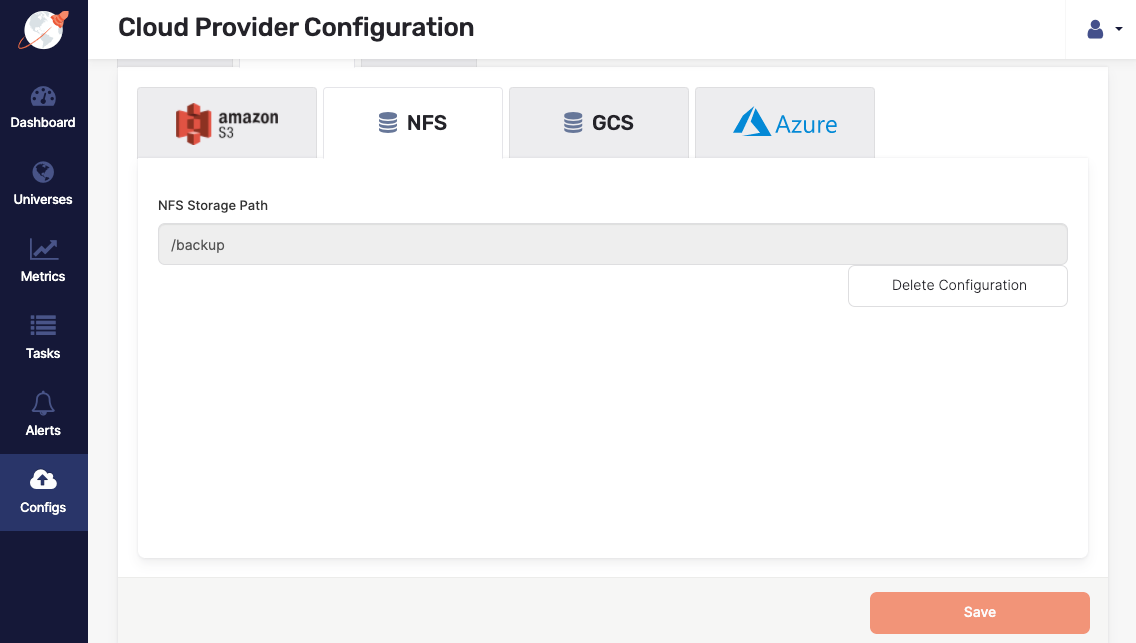 Cloud Provider Configuration
Dashboard
Universes
Metrics
Tasks
Alerts
Configs
amazon
S3
NFS
GCS
Azure
NFS Storage Path
/backup
Delete Configuration
Save